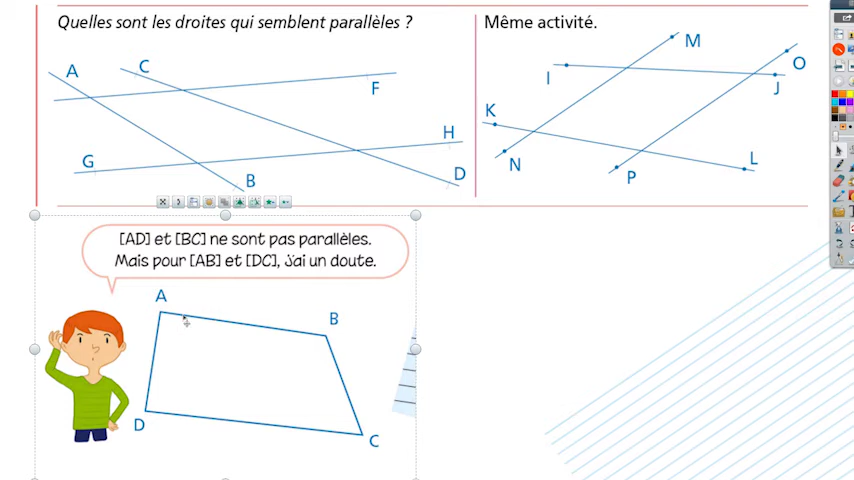 Quelles sont les droites qui semblent parallèles ?
A
C
F
G
H
B
D
Même activité.
M
O
I
J
K
N
L
P
[AD] et [BC] ne sont pas parallèles.
Mais pour [AB] et [DC], j'ai un doute.
A
B
D
C